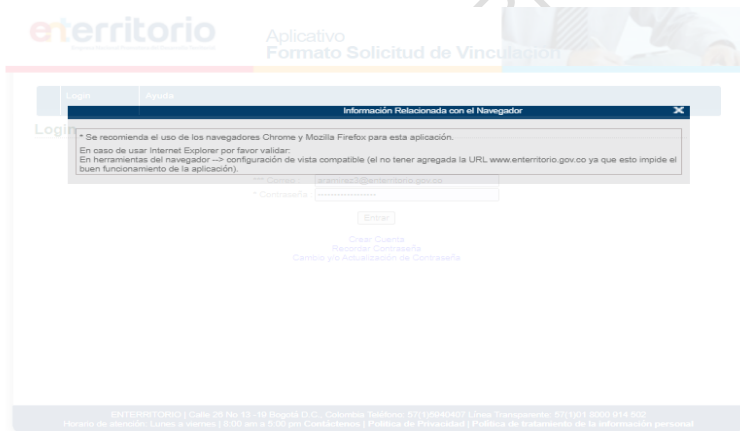 enterritorio
Aplicativo
Formato Solicitud de Vinculación
Login Ayuda
Información Relacionada con el Navegador
Login
* Se recomienda el uso de los navegadores Chrome y Mozilla Firefox para esta aplicación.
En caso de usar Internet Explorer por favor validar:
En herramientas del navegador --> configuración de vista compatible (el no tener agregada la URL www.enterritorio.gov.co ya que esto impide el
buen funcionamiento de la aplicación).
* Contraseña
Entrar
Crear Cuenta
Recordar Contraseña
Cambio y/o Actualización de Contraseña
ENTERRITORIO | Calle 26 No 13 -19 Bogotá D.C., Colombia Teléfono: 57(1)5940407 Línea Transparente: 57(1)01 8000 914 502
Horario de atención: Lunes a viernes | 8:00 am a 5:00 pm Contáctenos | Política de Privacidad | Política de tratamiento de la información personal